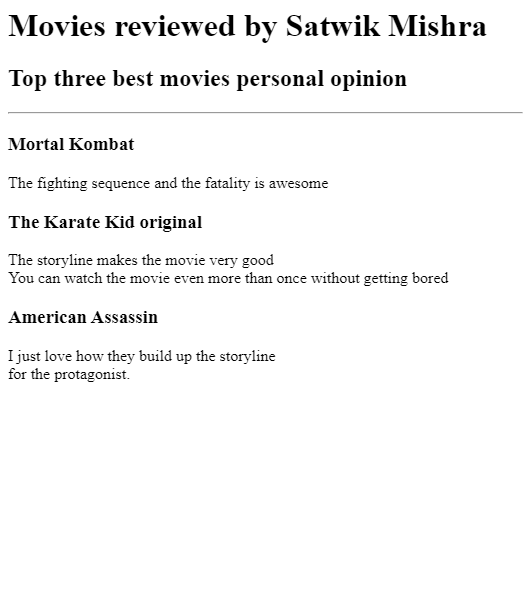 Movies reviewed by Satwik Mishra
Top three best movies personal opinion
Mortal Kombat
The fighting sequence and the fatality is awesome
The Karate Kid original
The storyline makes the movie very good
You can watch the movie even more than once without getting bored
American Assassin
I just love how they build up the storyline
for the protagonist.